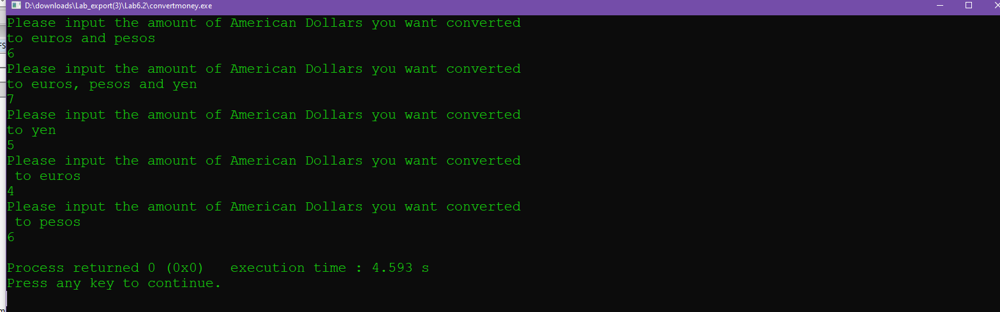 D:\downloads\Lab_export(3)\Lab6.2\convertmoney.exe
Please input the amount of American Dollars you want converted
to euros and pesos
6
Please input the amount of American Dollars you want converted
to euros, pesos and yen
7
Please input the amount of American Dollars you want converted
to yen
5
Please input the amount of American Dollars you want converted
 to euros
4
Please input the amount of American Dollars you want converted
 to pesos
6
Process returned 0 (0x0)   execution time : 4.593 s
Press any key to continue.